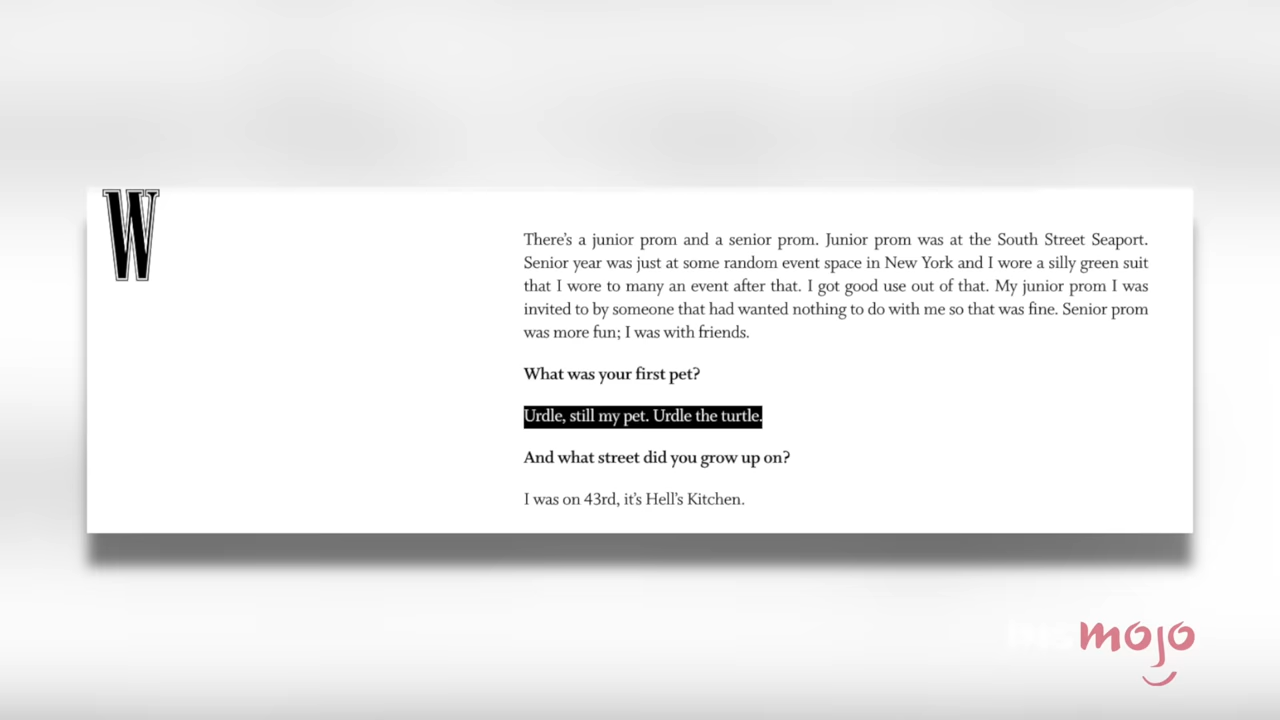 W
There's a junior prom and a senior prom. Junior prom was at the South Street Seaport.
Senior year was just at some random event space in New York and I wore a silly green suit
that I wore to many an event after that. I got good use out of that. My junior prom I was
invited to by someone that had wanted nothing to do with me so that was fine. Senior prom
was more fun; I was with friends.
What was your first pet?
Urdle, still my pet. Urdle the turtle.
And what street did you grow up on?
I was on 43rd, it's Hell's Kitchen.
mojo